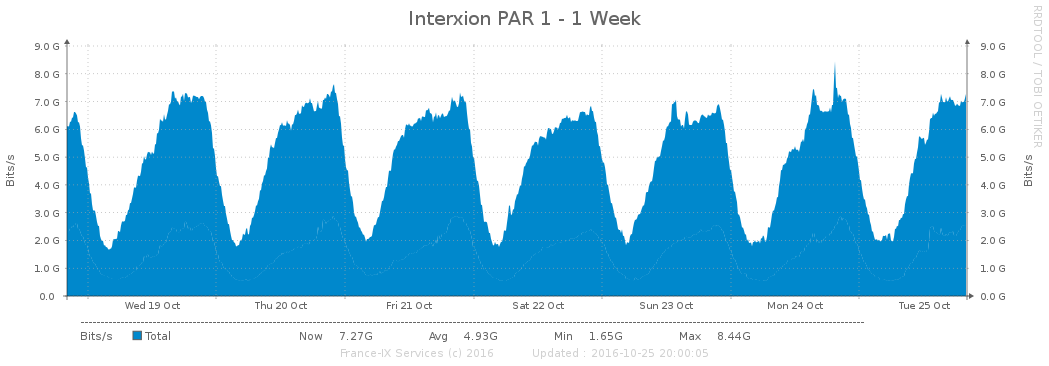 Interxion PAR 1 - 1 Week
RRDTOOL / TOBI OETIKER
9.0 G 9.0 G
8.0 G 8.0 G
7.0 G 7.0 G
6.0 G 6.0 G
5.0 G 5.0 G
4.0 G 4.0 G
3.0 G 3.0 G
2.0 G 2.0 G
1.0 G 1.0 G
0.0 0.0 G
Bits/s
Bits/s
Wed 19 Oct Thu 20 Oct Fri 21 Oct Sat 22 Oct Sun 23 Oct Mon 24 Oct Tue 25 Oct
Bits/s Total Now 7.27G Avg 4.93G Min 1.65G Max 8.44G
France-IX Services (c) 2016 Updated : 2016-10-25 20:00:05